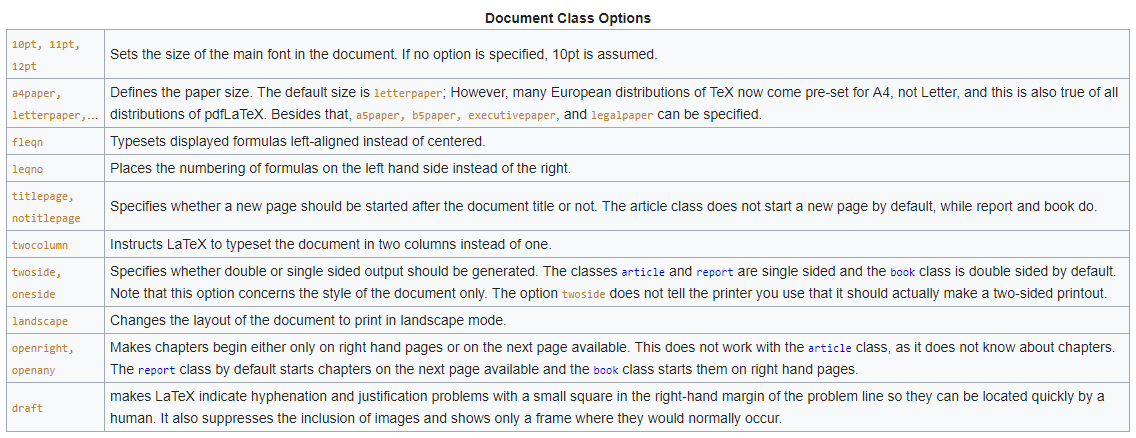 Document Class Options
10pt, 11pt,
12pt
Sets the size of the main font in the document. If no option is specified, 10pt is assumed.
a4paper,
letterpaper,...
Defines the paper size. The default size is letterpaper; However, many European distributions of TeX now come pre-set for A4, not Letter, and this is also true of all
distributions of pdfLaTeX. Besides that, a5paper, b5paper, executivepaper, and legalpaper can be specified.
fleqn
Typesets displayed formulas left-aligned instead of centered.
leqno
Places the numbering of formulas on the left hand side instead of the right.
titlepage,
notitlepage
Specifies whether a new page should be started after the document title or not. The article class does not start a new page by default, while report and book do.
twocolumn
Instructs LaTeX to typeset the document in two columns instead of one.
twoside,
oneside
Specifies whether double or single sided output should be generated. The classes article and report are single sided and the book class is double sided by default.
Note that this option concerns the style of the document only. The option twoside does not tell the printer you use that it should actually make a two-sided printout.
landscape
Changes the layout of the document to print in landscape mode.
openright,
openany
Makes chapters begin either only on right hand pages or on the next page available. This does not work with the article class, as it does not know about chapters.
The report class by default starts chapters on the next page available and the book class starts them on right hand pages.
draft
makes LaTeX indicate hyphenation and justification problems with a small square in the right-hand margin of the problem line so they can be located quickly by a
human. It also suppresses the inclusion of images and shows only a frame where they would normally occur.